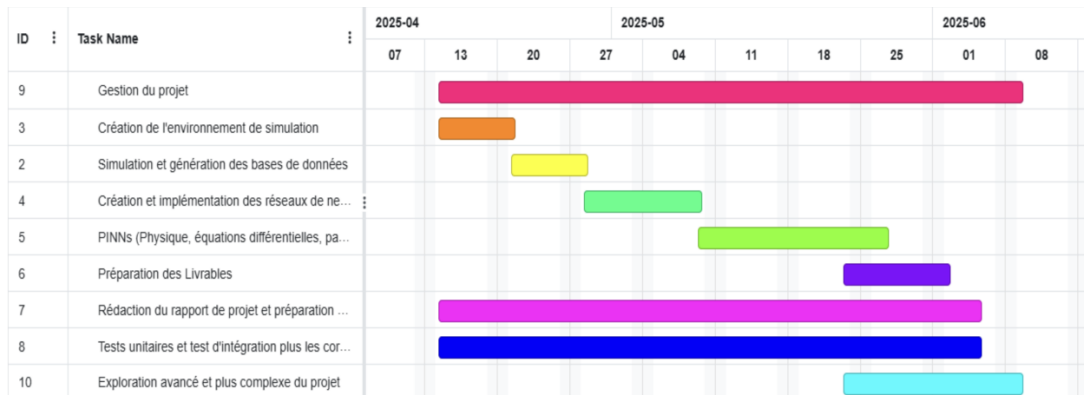 2025-04 2025-05 2025-06
ID Task Name
07 13 20 27 04 11 18 25 01 08
9 Gestion du projet
3 Création de l'environnement de simulation
2 Simulation et génération des bases de données
4 Création et implémentation des réseaux de ne...
5 PINNs (Physique, équations différentielles, pa...
6 Préparation des Livrables
7 Rédaction du rapport de projet et préparation ...
8 Tests unitaires et test d'intégration plus les cor...
10 Exploration avancé et plus complexe du projet